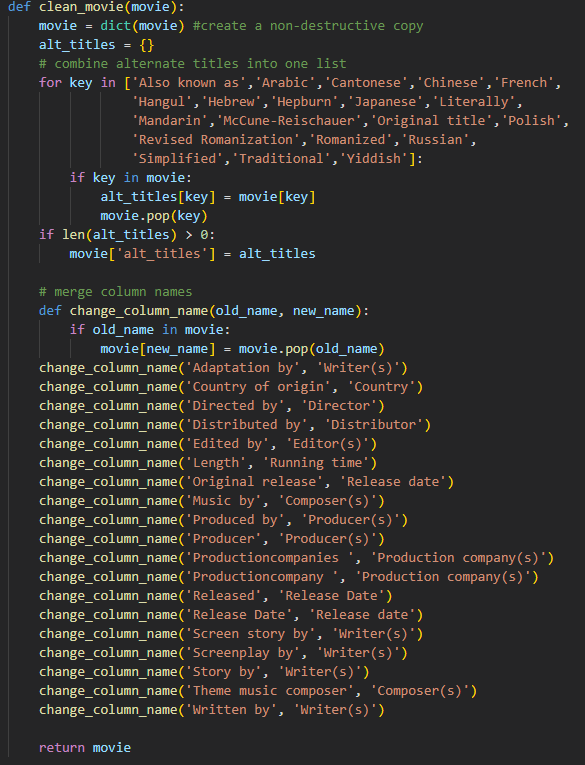 def clean_movie(movie):
    movie = dict(movie) #create a non-destructive copy
    alt_titles = {}
    # combine alternate titles into one list
    for key in ['Also known as','Arabic','Cantonese','Chinese','French',
                'Hangul','Hebrew','Hepburn','Japanese','Literally',
                'Mandarin','McCune-Reischauer','Original title','Polish',
                'Revised Romanization','Romanized','Russian',
                'Simplified','Traditional','Yiddish']:
        if key in movie:
            alt_titles[key] = movie[key]
            movie.pop(key)
    if len(alt_titles) > 0:
        movie['alt_titles'] = alt_titles

    # merge column names
    def change_column_name(old_name, new_name):
        if old_name in movie:
            movie[new_name] = movie.pop(old_name)
    change_column_name('Adaptation by', 'Writer(s)')
    change_column_name('Country of origin', 'Country')
    change_column_name('Directed by', 'Director')
    change_column_name('Distributed by', 'Distributor')
    change_column_name('Edited by', 'Editor(s)')
    change_column_name('Length', 'Running time')
    change_column_name('Original release', 'Release date')
    change_column_name('Music by', 'Composer(s)')
    change_column_name('Produced by', 'Producer(s)')
    change_column_name('Producer', 'Producer(s)')
    change_column_name('Productioncompanies ', 'Production company(s)')
    change_column_name('Productioncompany ', 'Production company(s)')
    change_column_name('Released', 'Release Date')
    change_column_name('Release Date', 'Release date')
    change_column_name('Screen story by', 'Writer(s)')
    change_column_name('Screenplay by', 'Writer(s)')
    change_column_name('Story by', 'Writer(s)')
    change_column_name('Theme music composer', 'Composer(s)')
    change_column_name('Written by', 'Writer(s)')

    return movie